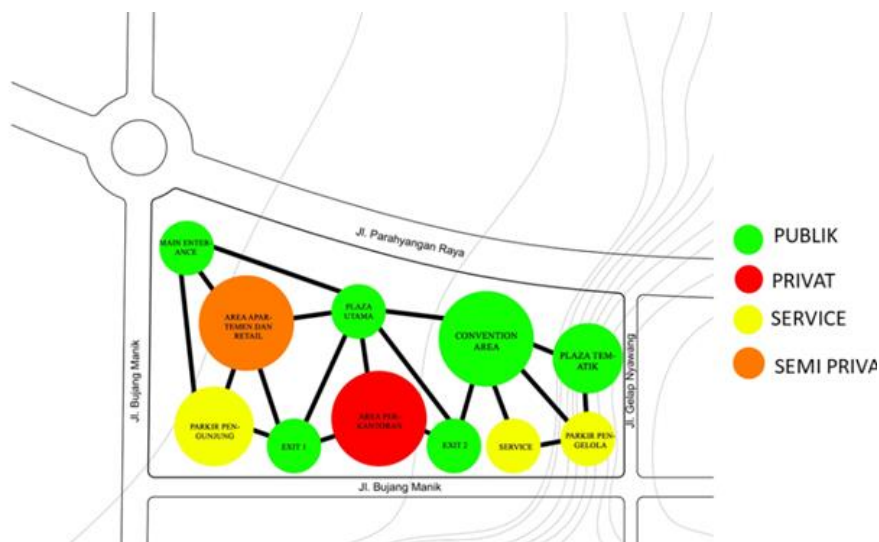 MAIN ENTER-
ANCE
Jl. Parahyangan Raya
AREA APAR-
TEMEN DAN
RETAIL
PLAZA
UTAMA
CONVENTION
AREA
PLAZA TEM-
ATIK
Jl. Bujang Manik
Jl. Gelap Nyawang
PARKIR PEN-
GUNJUNG
EXIT 1
AREA PER-
KANTORAN
EXIT 2
SERVICE
PARKIR PEN-
GELOLA
Jl. Bujang Manik
PUBLIK
PRIVAT
SERVICE
SEMI PRIVA